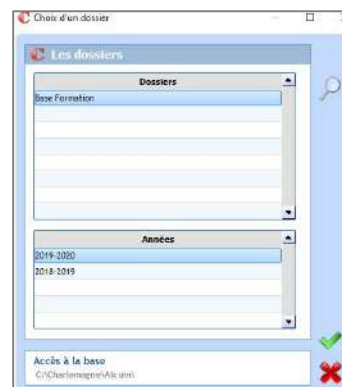 Choix d'un dossier
Les dossiers
Dossiers
Base Formation
Années
2019-2020
2018-2019
Accès à la base
C:\Charlemagne\Alcuin\